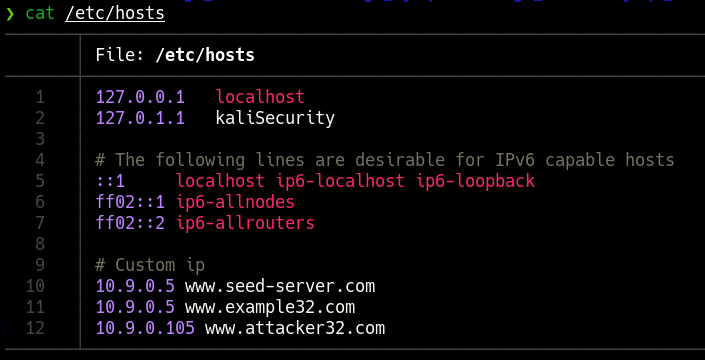 ❯ cat /etc/hosts
File: /etc/hosts
1 127.0.0.1 localhost
2 127.0.1.1 kaliSecurity
3
4 # The following lines are desirable for IPv6 capable hosts
5 ::1 localhost ip6-localhost ip6-loopback
6 ff02::1 ip6-allnodes
7 ff02::2 ip6-allrouters
8
9 # Custom ip
10 10.9.0.5 www.seed-server.com
11 10.9.0.5 www.example32.com
12 10.9.0.105 www.attacker32.com